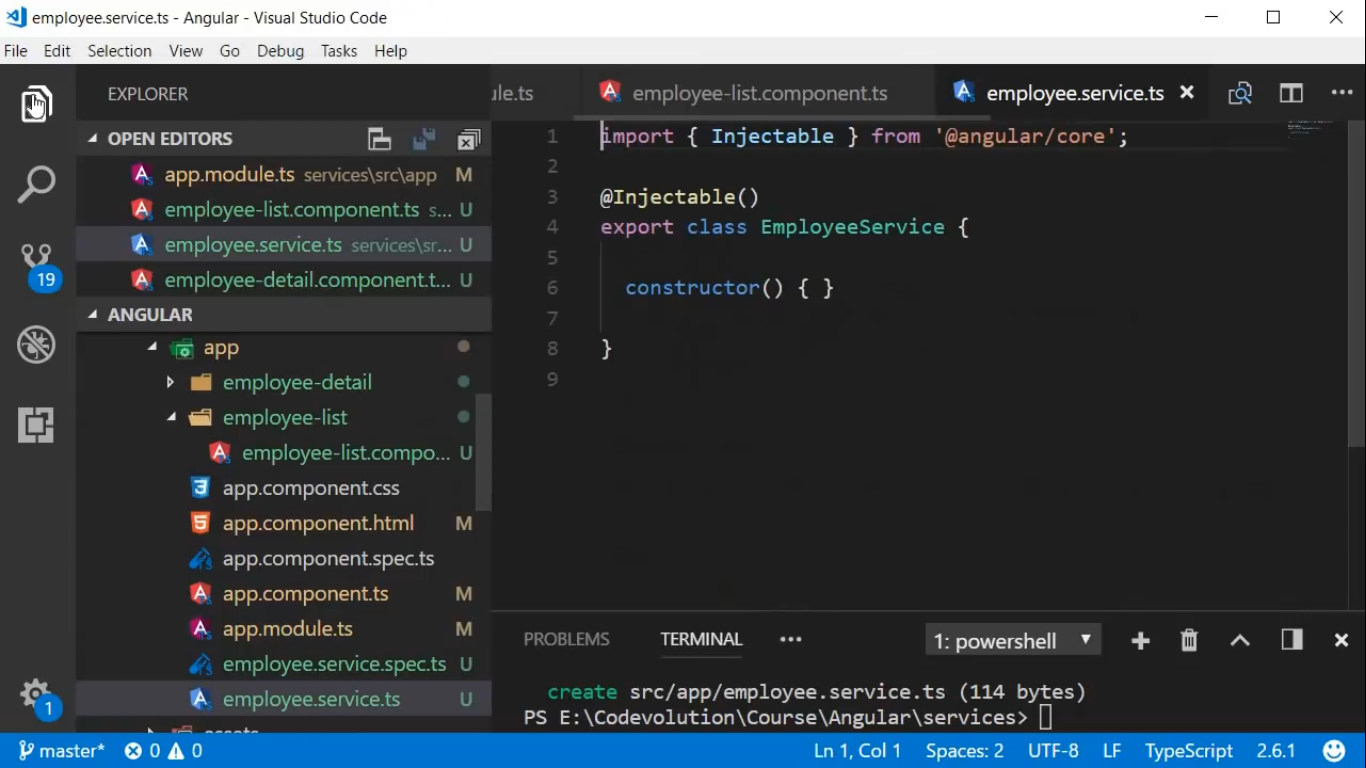 employee.service.ts - Angular - Visual Studio Code
File Edit Selection View Go Debug Tasks Help
EXPLORER
OPEN EDITORS
app.module.ts services\src\app M
employee-list.component.ts s... U
employee.service.ts services\sr... U
employee-detail.component.t... U
ANGULAR
app
employee-detail
employee-list
employee-list.compo... U
app.component.css
app.component.html M
app.component.spec.ts
app.component.ts M
app.module.ts M
employee.service.spec.ts U
employee.service.ts U
assets
19
1
ule.ts employee-list.component.ts employee.service.ts
1 import { Injectable } from '@angular/core';
2
3 @Injectable()
4 export class EmployeeService {
5
6 constructor() { }
7
8 }
9
PROBLEMS TERMINAL ... 1: powershell
create src/app/employee.service.ts (114 bytes)
PS E:\Codevolution\Course\Angular\services>
master* 0 0 Ln 1, Col 1 Spaces: 2 UTF-8 LF TypeScript 2.6.1